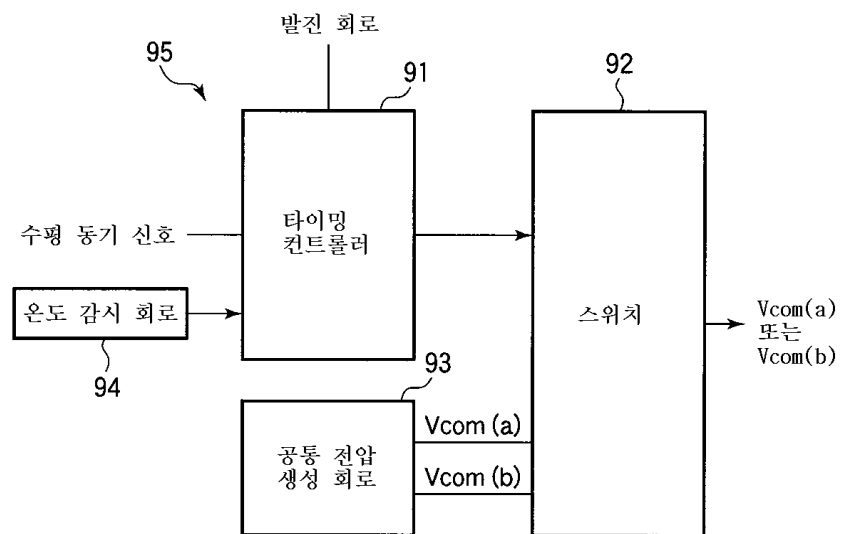 발진 회로
95
91
92
수평 동기 신호
타이밍
컨트롤러
온도 감시 회로
94
스위치
Vcom(a)
또는
Vcom(b)
93
공통 전압
생성 회로
Vcom (a)
Vcom (b)